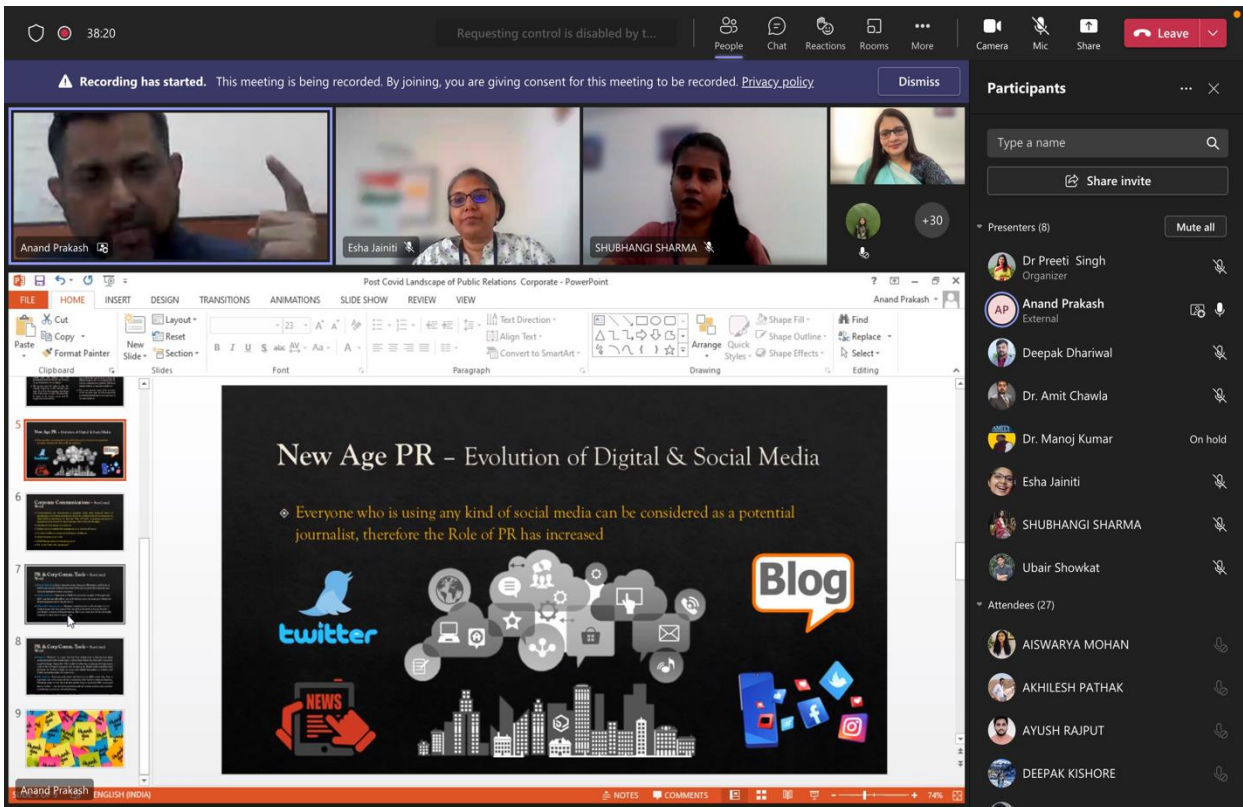 38:20
Requesting control is disabled by t...
People
Chat
Reactions
Rooms
More
Camera
Mic
Share
Leave
Recording has started. This meeting is being recorded. By joining, you are giving consent for this meeting to be recorded. Privacy policy
Dismiss
Anand Prakash
Esha Jainiti
SHUBHANGI SHARMA
+30
Post Covid Landscape of Public Relations Corporate - PowerPoint
FILE HOME INSERT DESIGN TRANSITIONS ANIMATIONS SLIDE SHOW REVIEW VIEW
Anand Prakash
Paste
Cut
Copy
Format Painter
Clipboard
New Slide
Layout
Reset
Section
Slides
23
B I U S abc AV Aa A
Font
Text Direction
Align Text
Convert to SmartArt
Paragraph
Arrange
Quick Styles
Shape Fill
Shape Outline
Shape Effects
Drawing
Find
Replace
Select
Editing
5
6
7
8
9
New Age PR – Evolution of Digital & Social Media
Everyone who is using any kind of social media can be considered as a potential
journalist, therefore the Role of PR has increased
twitter
Blog
NEWS
Anand Prakash
ENGLISH (INDIA)
NOTES
COMMENTS
74%
Participants
Type a name
Share invite
Presenters (8)
Mute all
Dr Preeti Singh
Organizer
AP
Anand Prakash
External
Deepak Dhariwal
Dr. Amit Chawla
AMITY
Dr. Manoj Kumar
On hold
Esha Jainiti
SHUBHANGI SHARMA
Ubair Showkat
Attendees (27)
AISWARYA MOHAN
AKHILESH PATHAK
AYUSH RAJPUT
DEEPAK KISHORE